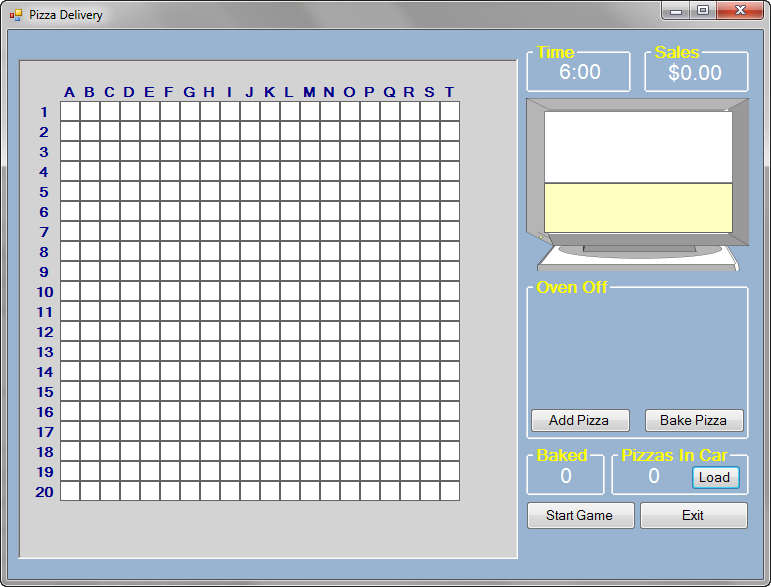 Pizza Delivery
Time
6:00
Sales
$0.00
A B C D E F G H I J K L M N O P Q R S T
1
2
3
4
5
6
7
8
9
10
11
12
13
14
15
16
17
18
19
20
Oven Off
Add Pizza Bake Pizza
Baked
0
Pizzas In Car
0 Load
Start Game Exit